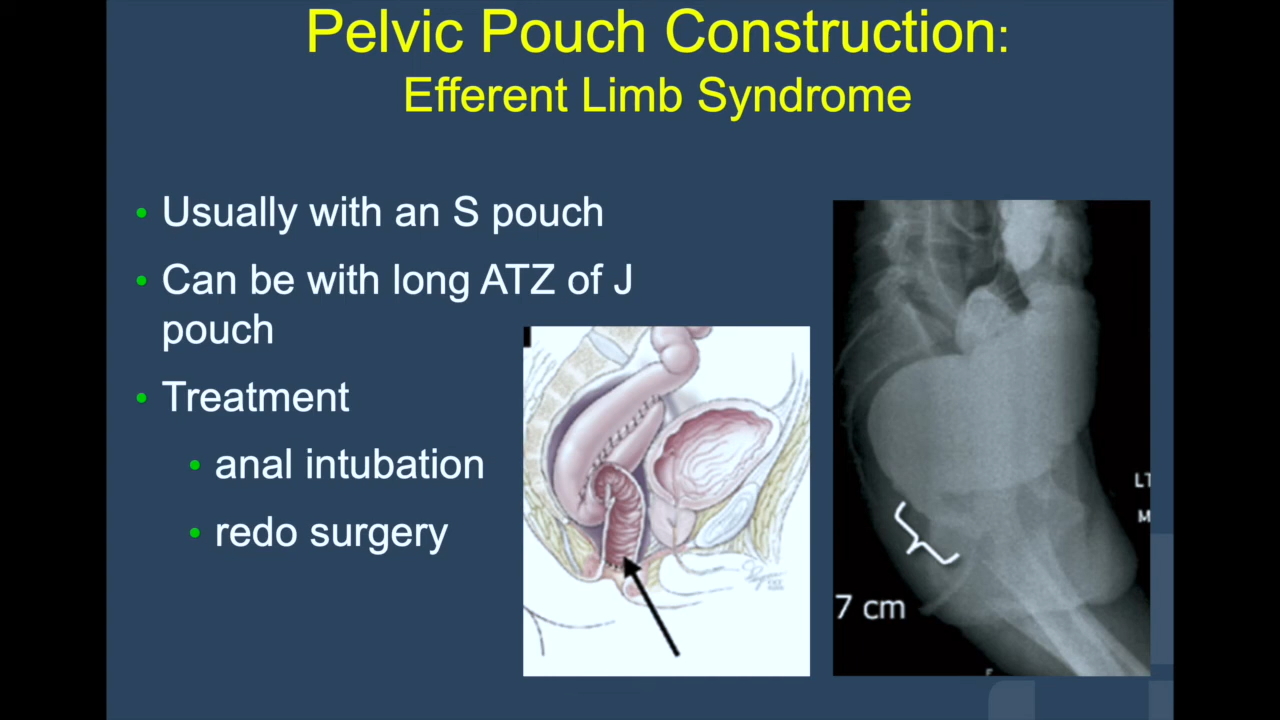 Pelvic Pouch Construction:
Efferent Limb Syndrome
• Usually with an S pouch
• Can be with long ATZ of J
pouch
• Treatment
• anal intubation
• redo surgery
LT
7 cm